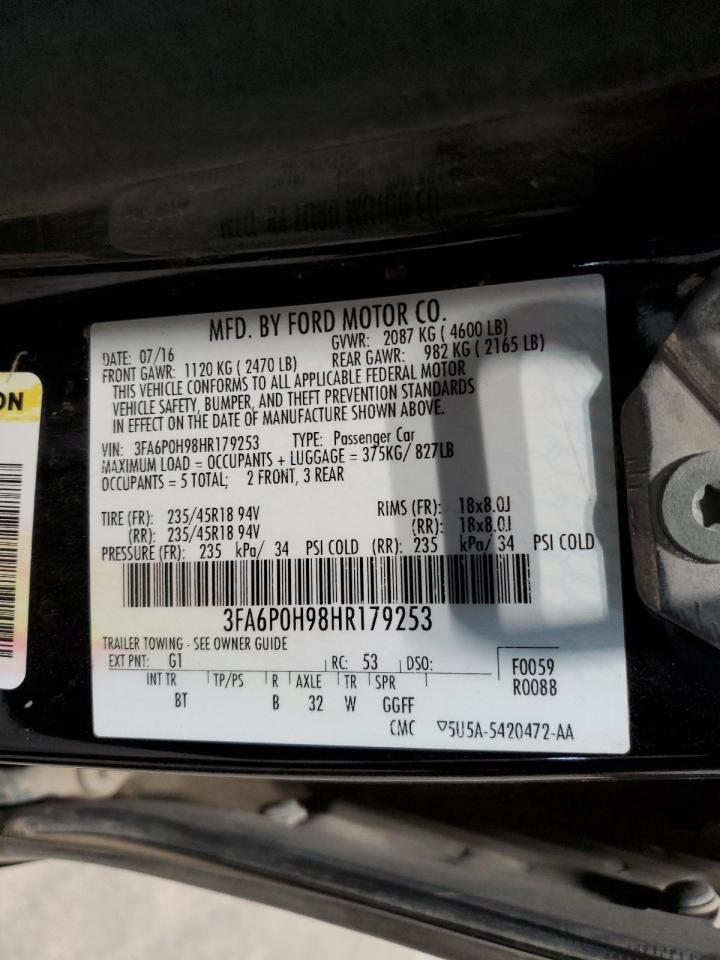 MFD. BY FORD MOTOR CO.
DATE: 07/16 GVWR: 2087 KG ( 4600 LB)
FRONT GAWR: 1120 KG ( 2470 LB) REAR GAWR: 982 KG ( 2165 LB)
THIS VEHICLE CONFORMS TO ALL APPLICABLE FEDERAL MOTOR
VEHICLE SAFETY, BUMPER, AND THEFT PREVENTION STANDARDS
IN EFFECT ON THE DATE OF MANUFACTURE SHOWN ABOVE.
VIN: 3FA6P0H98HR179253 TYPE: Passenger Car
MAXIMUM LOAD = OCCUPANTS + LUGGAGE = 375KG/ 827LB
OCCUPANTS = 5 TOTAL; 2 FRONT, 3 REAR
TIRE (FR): 235/45R18 94V RIMS (FR): 18x8.0J
(RR): 235/45R18 94V (RR): 18x8.0J
PRESSURE (FR): 235 kPa/ 34 PSI COLD (RR): 235 kPa/ 34 PSI COLD
3FA6P0H98HR179253
TRAILER TOWING - SEE OWNER GUIDE
EXT PNT: G1 RC: 53 DSO: F0059
INT TR TP/PS R AXLE TR SPR R0088
BT B 32 W GGFF
CMC ▽5U5A-5420472-AA
ON